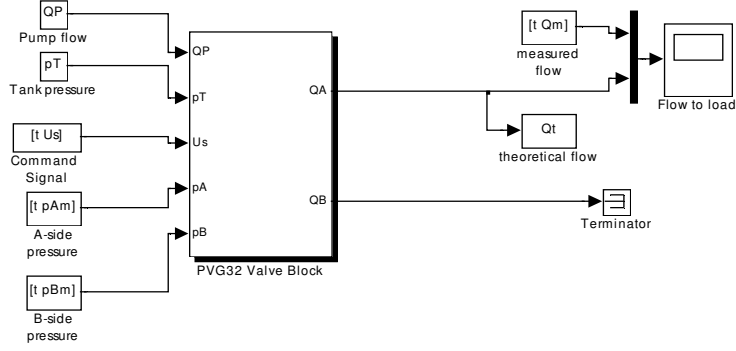 QP
Pump flow
pT
Tank pressure
[t Us]
Command
Signal
[t pAm]
A-side
pressure
[t pBm]
B-side
pressure
QP
pT
Us
pA
pB
QA
QB
PVG32 Valve Block
[t Qm]
measured
flow
Qt
theoretical flow
Flow to load
Terminator